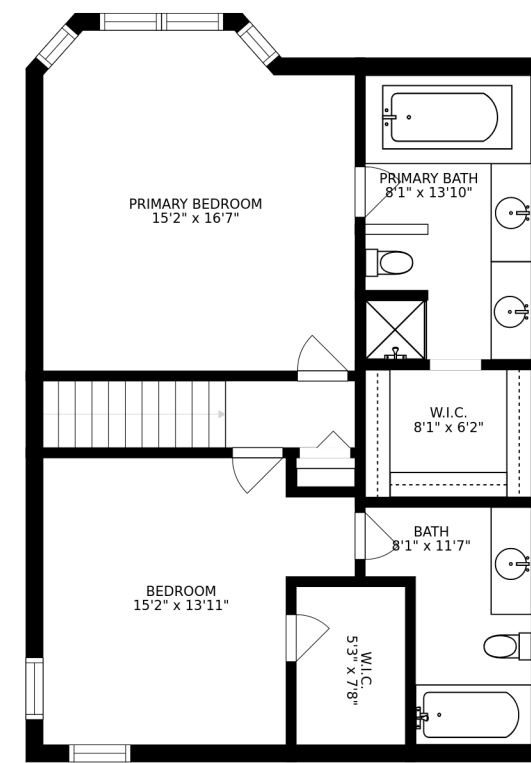 PRIMARY BEDROOM
15'2" x 16'7"
PRIMARY BATH
8'1" x 13'10"
W.I.C.
8'1" x 6'2"
BATH
8'1" x 11'7"
BEDROOM
15'2" x 13'11"
W.I.C.
5'3" x 7'8"